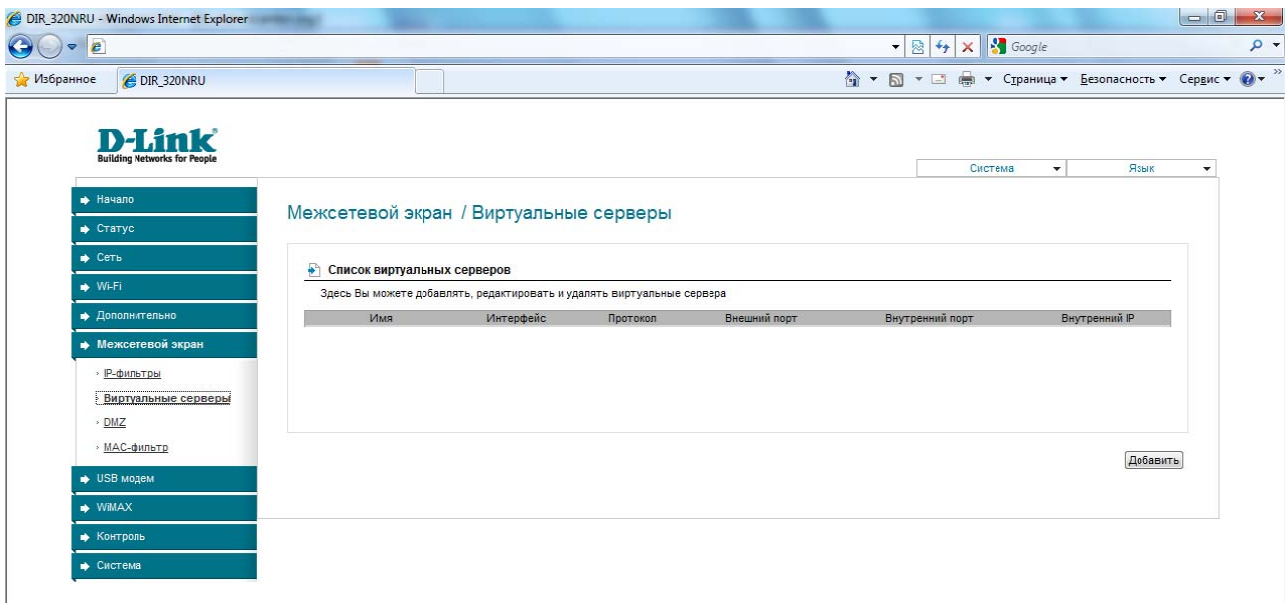 DIR_320NRU - Windows Internet Explorer
Google
Избранное DIR_320NRU Страница Безопасность Сервис
D-Link
Building Networks for People
Система Язык
Начало
Статус
Сеть
Wi-Fi
Дополнительно
Межсетевой экран
IP-фильтры
Виртуальные серверы
DMZ
MAC-фильтр
USB модем
WiMAX
Контроль
Система
Межсетевой экран / Виртуальные серверы
Список виртуальных серверов
Здесь Вы можете добавлять, редактировать и удалять виртуальные сервера
Имя Интерфейс Протокол Внешний порт Внутренний порт Внутренний IP
Добавить